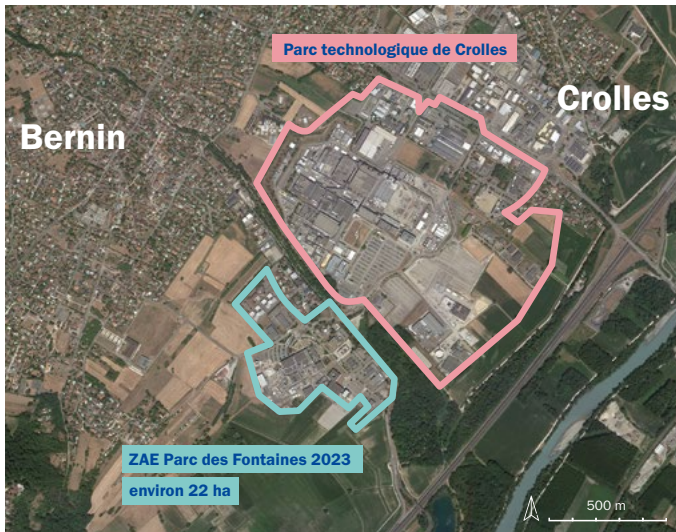 Parc technologique de Crolles
Crolles
Bernin
ZAE Parc des Fontaines 2023
environ 22 ha
500 m